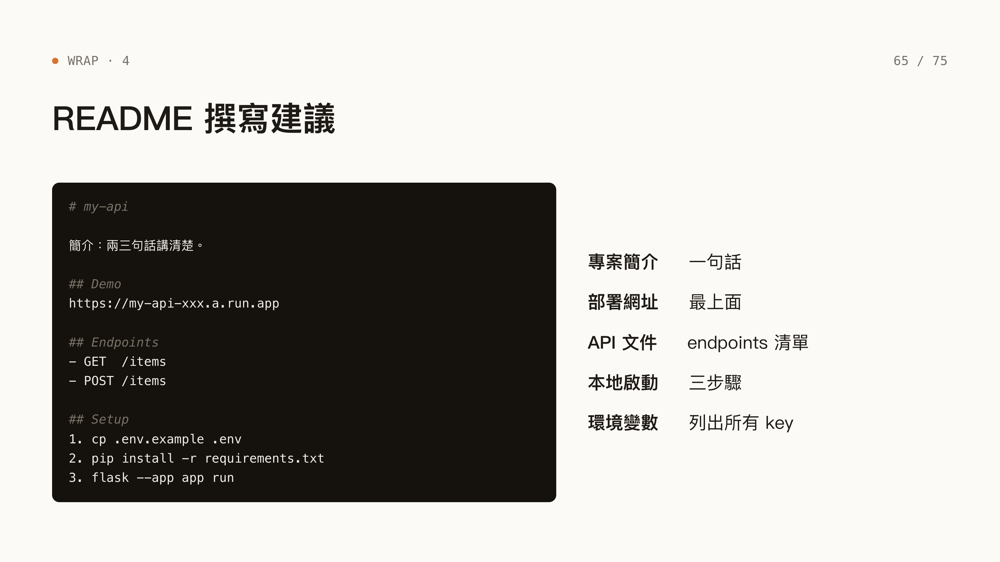 WRAP · 4
65 / 75
README 撰寫建議
# my-api
簡介：兩三句話講清楚。
## Demo
https://my-api-xxx.a.run.app
## Endpoints
- GET  /items
- POST /items
## Setup
1. cp .env.example .env
2. pip install -r requirements.txt
3. flask --app app run
專案簡介 一句話
部署網址 最上面
API 文件 endpoints 清單
本地啟動 三步驟
環境變數 列出所有 key